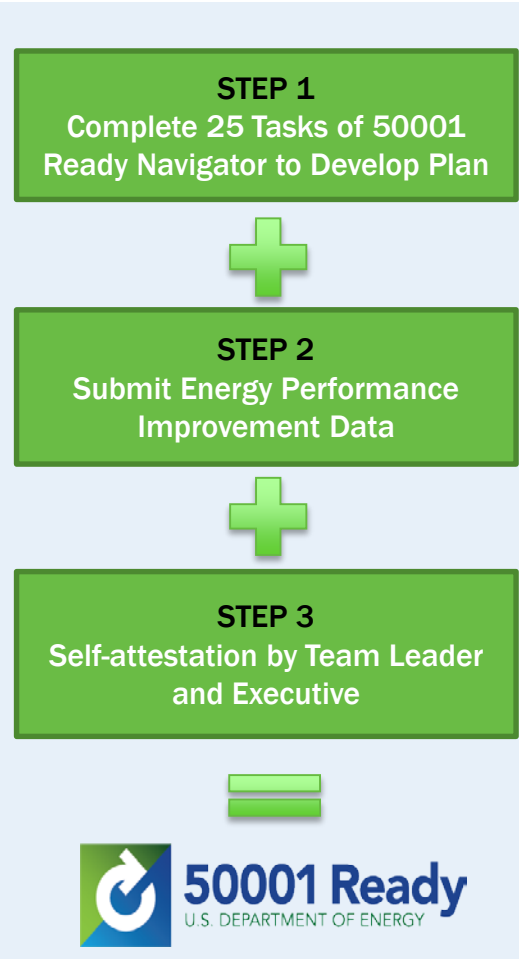 STEP 1
Complete 25 Tasks of 50001
Ready Navigator to Develop Plan
STEP 2
Submit Energy Performance
Improvement Data
STEP 3
Self-attestation by Team Leader
and Executive
50001 Ready
U.S. DEPARTMENT OF ENERGY